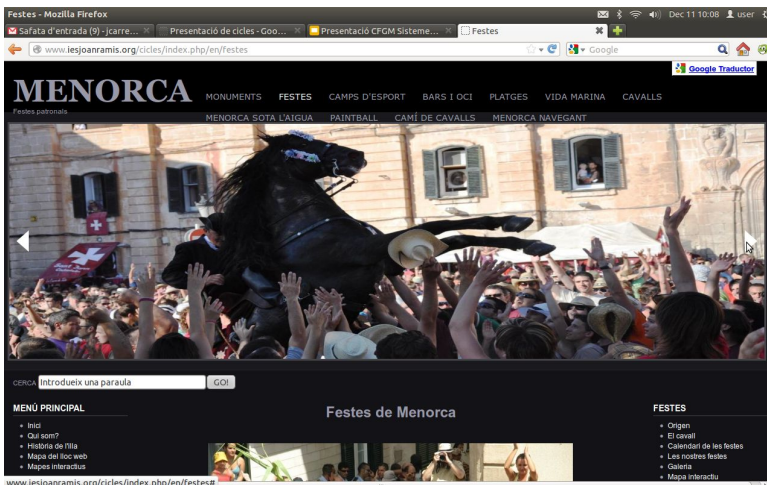 Festes - Mozilla Firefox
Dec 11 10:08 user
Safata d'entrada (9) - jcarre...
Presentació de cicles - Goo...
Presentació CFGM Sisteme...
Festes
www.iesjoanramis.org/cicles/index.php/en/festes
Google
Google Traductor
MENORCA
Festes patronals
MONUMENTS FESTES CAMPS D'ESPORT BARS I OCI PLATGES VIDA MARINA CAVALLS
MENORCA SOTA L'AIGUA PAINTBALL CAMÍ DE CAVALLS MENORCA NAVEGANT
CERCA Introdueix una paraula GO!
MENÚ PRINCIPAL
Inici
Qui som?
Història de l'illa
Mapa del lloc web
Mapes interactius
Festes de Menorca
FESTES
Origen
El cavall
Calendari de les festes
Les nostres festes
Galeria
Mapa interactiu
www.iesjoanramis.org/cicles/index.php/en/festes#